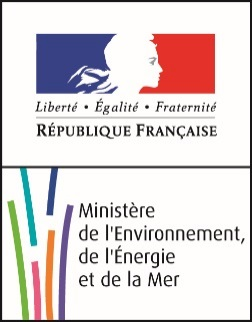 Liberté • Égalité • Fraternité
RÉPUBLIQUE FRANÇAISE
Ministère
de l'Environnement,
de l'Énergie
et de la Mer